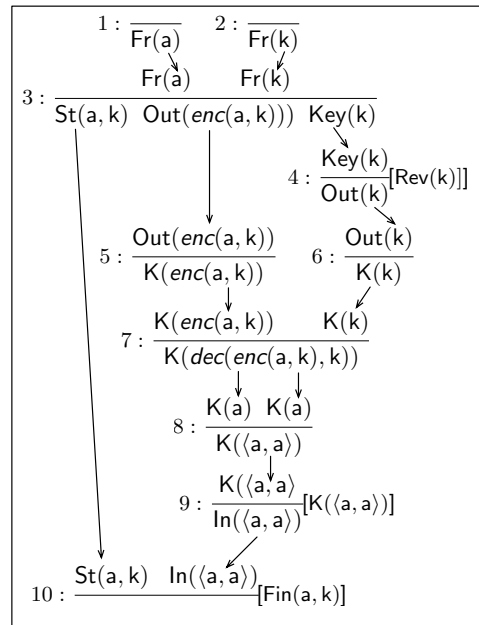 1 : 2 :
Fr(a) Fr(k)
Fr(a) Fr(k)
3 :
St(a, k) Out(enc(a, k))) Key(k)
Key(k)
4 : [Rev(k)]]
Out(k)
Out(enc(a, k)) Out(k)
5 : 6 :
K(enc(a, k)) K(k)
K(enc(a, k)) K(k)
7 :
K(dec(enc(a, k), k))
K(a) K(a)
8 :
K(⟨a, a⟩)
K(⟨a, a⟩
9 : [K(⟨a, a⟩)]
In(⟨a, a⟩)
St(a, k) In(⟨a, a⟩)
10 : [Fin(a, k)]